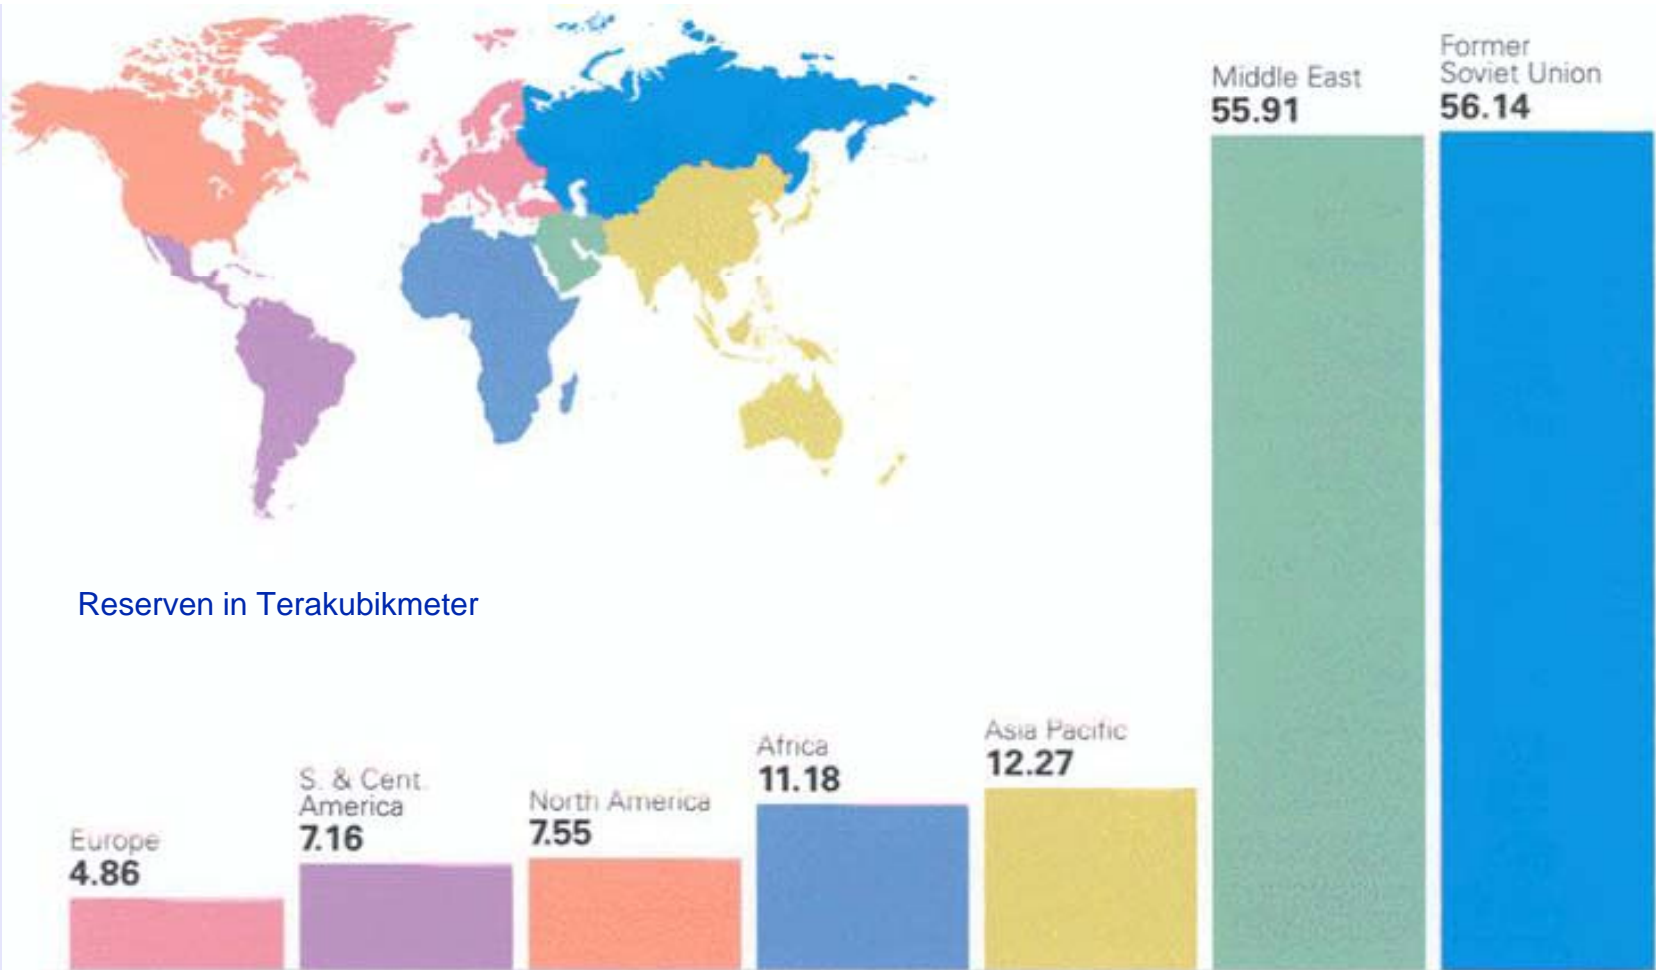 Middle East
55.91
Former
Soviet Union
56.14
Reserven in Terakubikmeter
Europe
4.86
S. & Cent.
America
7.16
North America
7.55
Africa
11.18
Asia Pacific
12.27